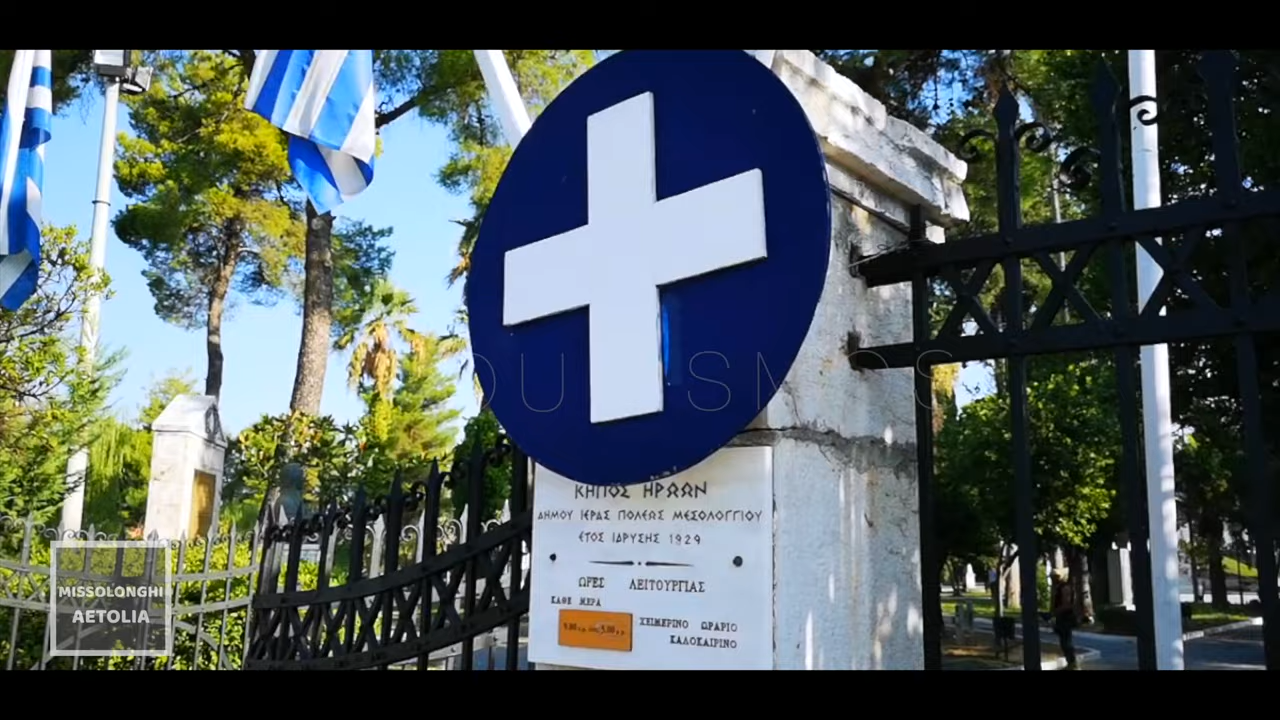 ΚΗΠΟΣ ΗΡΩΩΝ
ΔΗΜΟΥ ΙΕΡΑΣ ΠΟΛΕΩΣ ΜΕΣΟΛΟΓΓΙΟΥ
ΕΤΟΣ ΙΔΡΥΣΗΣ 1929
ΩΡΕΣ ΛΕΙΤΟΥΡΓΙΑΣ
ΚΑΘΕ ΜΕΡΑ
ΧΕΙΜΕΡΙΝΟ ΩΡΑΡΙΟ
ΚΑΛΟΚΑΙΡΙΝΟ
MISSOLONGHI
AETOLIA